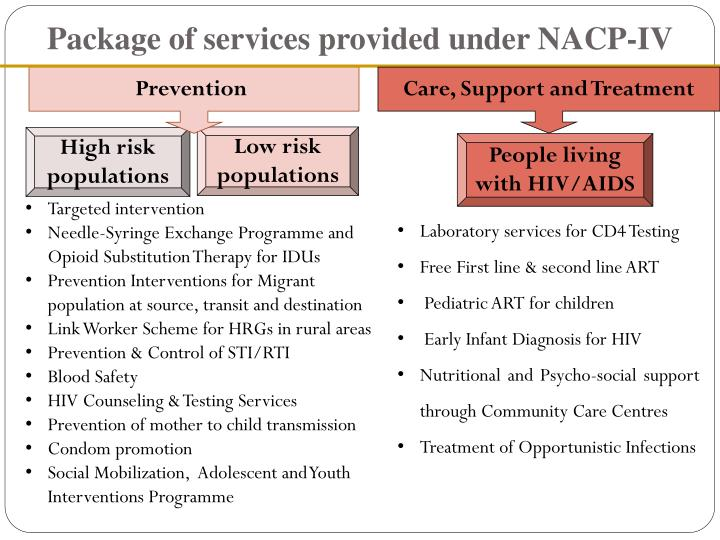 Package of services provided under NACP-IV
Prevention
High risk
populations
Low risk
populations
• Targeted intervention
• Needle-Syringe Exchange Programme and
Opioid Substitution Therapy for IDUs
• Prevention Interventions for Migrant
population at source, transit and destination
• Link Worker Scheme for HRGs in rural areas
• Prevention & Control of STI/RTI
• Blood Safety
• HIV Counseling & Testing Services
• Prevention of mother to child transmission
• Condom promotion
• Social Mobilization, Adolescent and Youth
Interventions Programme
Care, Support and Treatment
People living
with HIV/AIDS
• Laboratory services for CD4 Testing
• Free First line & second line ART
• Pediatric ART for children
• Early Infant Diagnosis for HIV
• Nutritional and Psycho-social support
through Community Care Centres
• Treatment of Opportunistic Infections